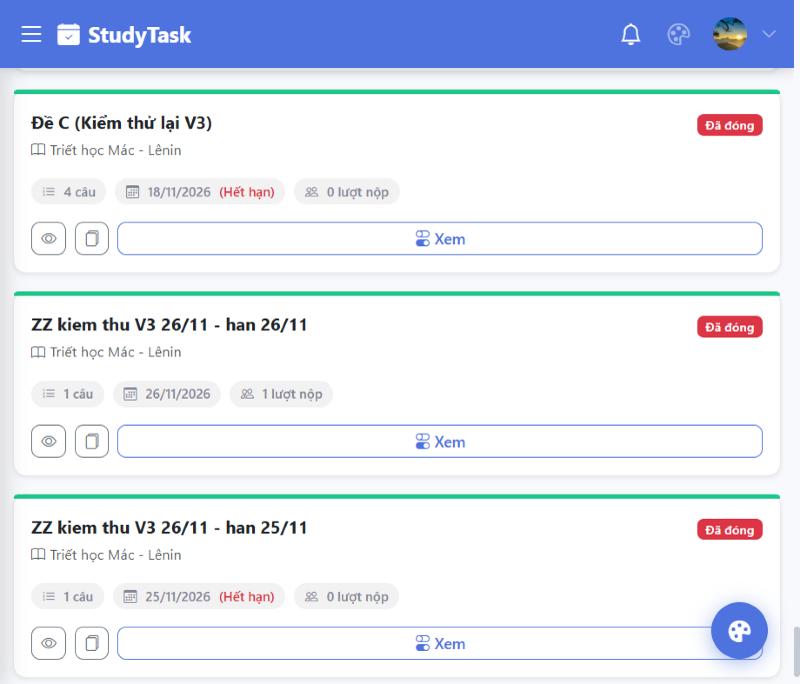 StudyTask
Đề C (Kiểm thử lại V3)
Đã đóng
Triết học Mác - Lênin
4 câu
18/11/2026 (Hết hạn)
0 lượt nộp
Xem
ZZ kiem thu V3 26/11 - han 26/11
Đã đóng
Triết học Mác - Lênin
1 câu
26/11/2026
1 lượt nộp
Xem
ZZ kiem thu V3 26/11 - han 25/11
Đã đóng
Triết học Mác - Lênin
1 câu
25/11/2026 (Hết hạn)
0 lượt nộp
Xem